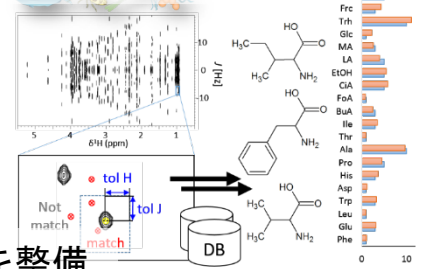 10
0
-10
J [Hz]
5 4 3 2 1
δ¹H (ppm)
tol H
tol J
Not
match
match
DB
H₃C
O
HO
CH₃
NH₂
HO
O
NH₂
HO
O
H₃C
H₃C
NH₂
Frc
Trh
Glc
MA
LA
EtOH
CiA
FoA
BuA
Ile
Thr
Ala
Pro
His
Asp
Trp
Leu
Glu
Phe
0 10
整備